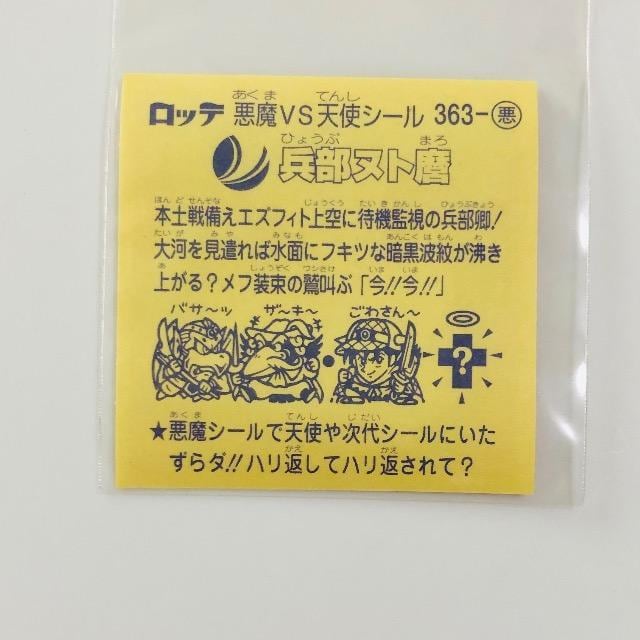 ロッテ 悪魔VS天使シール 363-悪
兵部ヌト麿
本土戦備えエズフィト上空に待機監視の兵部卿!
大河を見遣れば水面にフキツな暗黒波紋が沸き
上がる?メフ装束の鷲叫ぶ「今!!今!!」
バサ〜ッ ザ〜キ〜 ごわさん〜
?
★悪魔シールで天使や次代シールにいた
ずらダ!!ハリ返してハリ返されて?